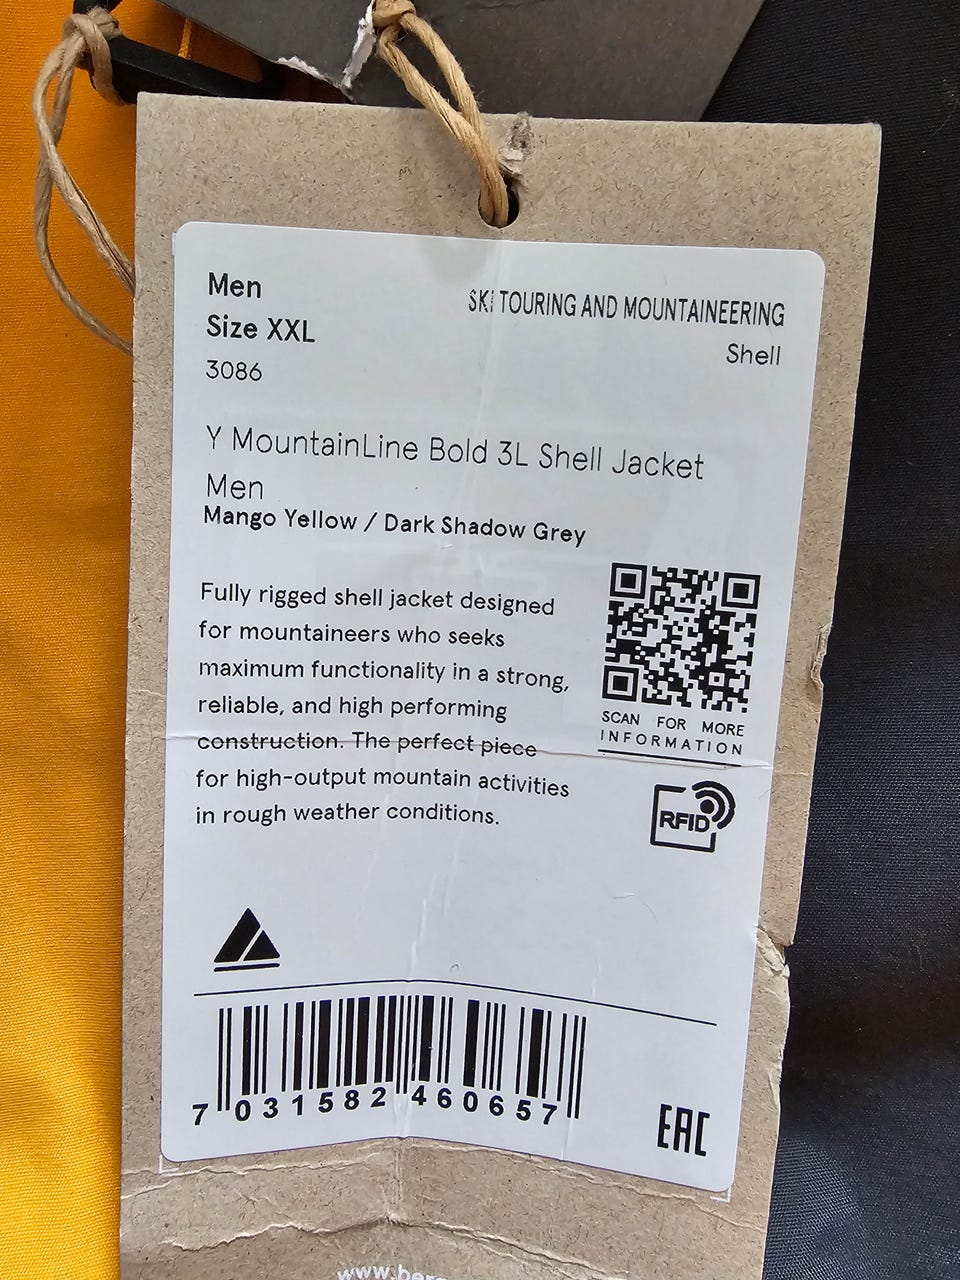 Men
SKI TOURING AND MOUNTAINEERING
Size XXL
Shell
3086
Y MountainLine Bold 3L Shell Jacket
Men
Mango Yellow / Dark Shadow Grey
Fully rigged shell jacket designed
for mountaineers who seeks
maximum functionality in a strong,
reliable, and high performing
construction. The perfect piece
for high-output mountain activities
in rough weather conditions.
SCAN FOR MORE
INFORMATION
RFID
7 031582 460657
EAC